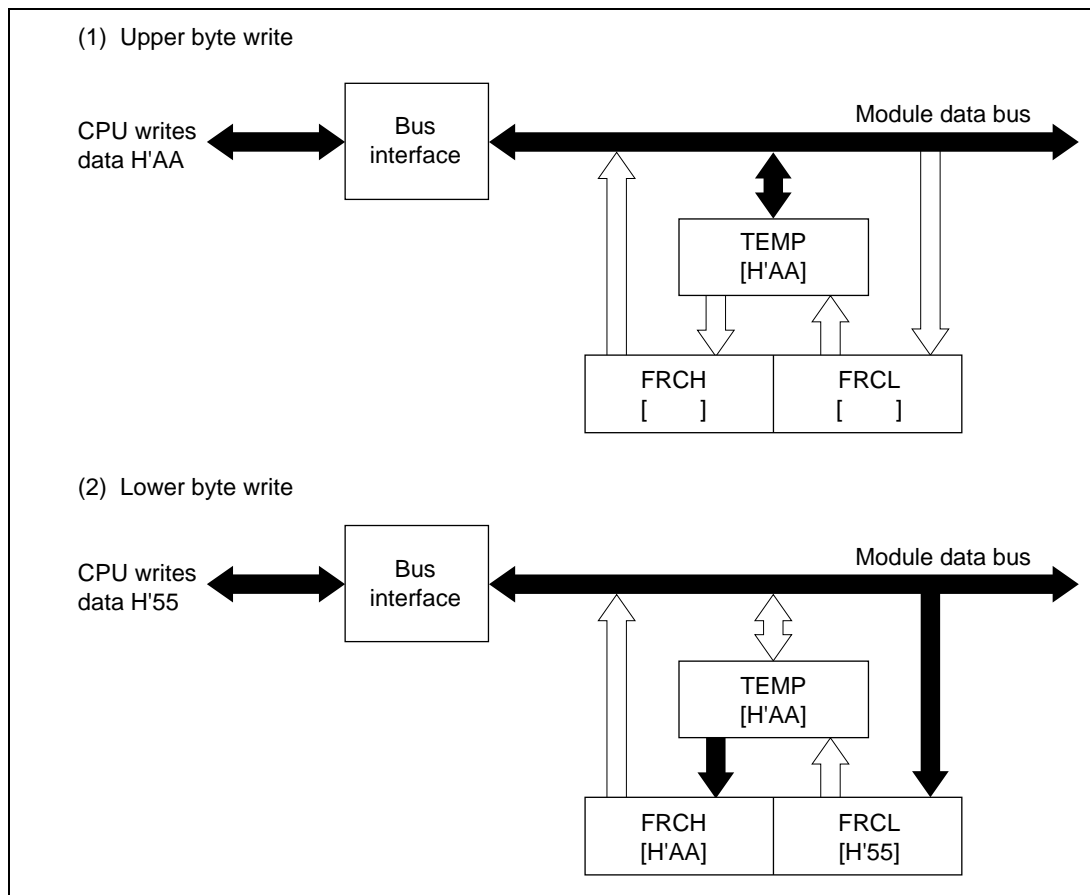 (1) Upper byte write
CPU writes
data H'AA
Bus
interface
Module data bus
TEMP
[H'AA]
FRCH
[ ]
FRCL
[ ]
(2) Lower byte write
CPU writes
data H'55
Bus
interface
Module data bus
TEMP
[H'AA]
FRCH
[H'AA]
FRCL
[H'55]